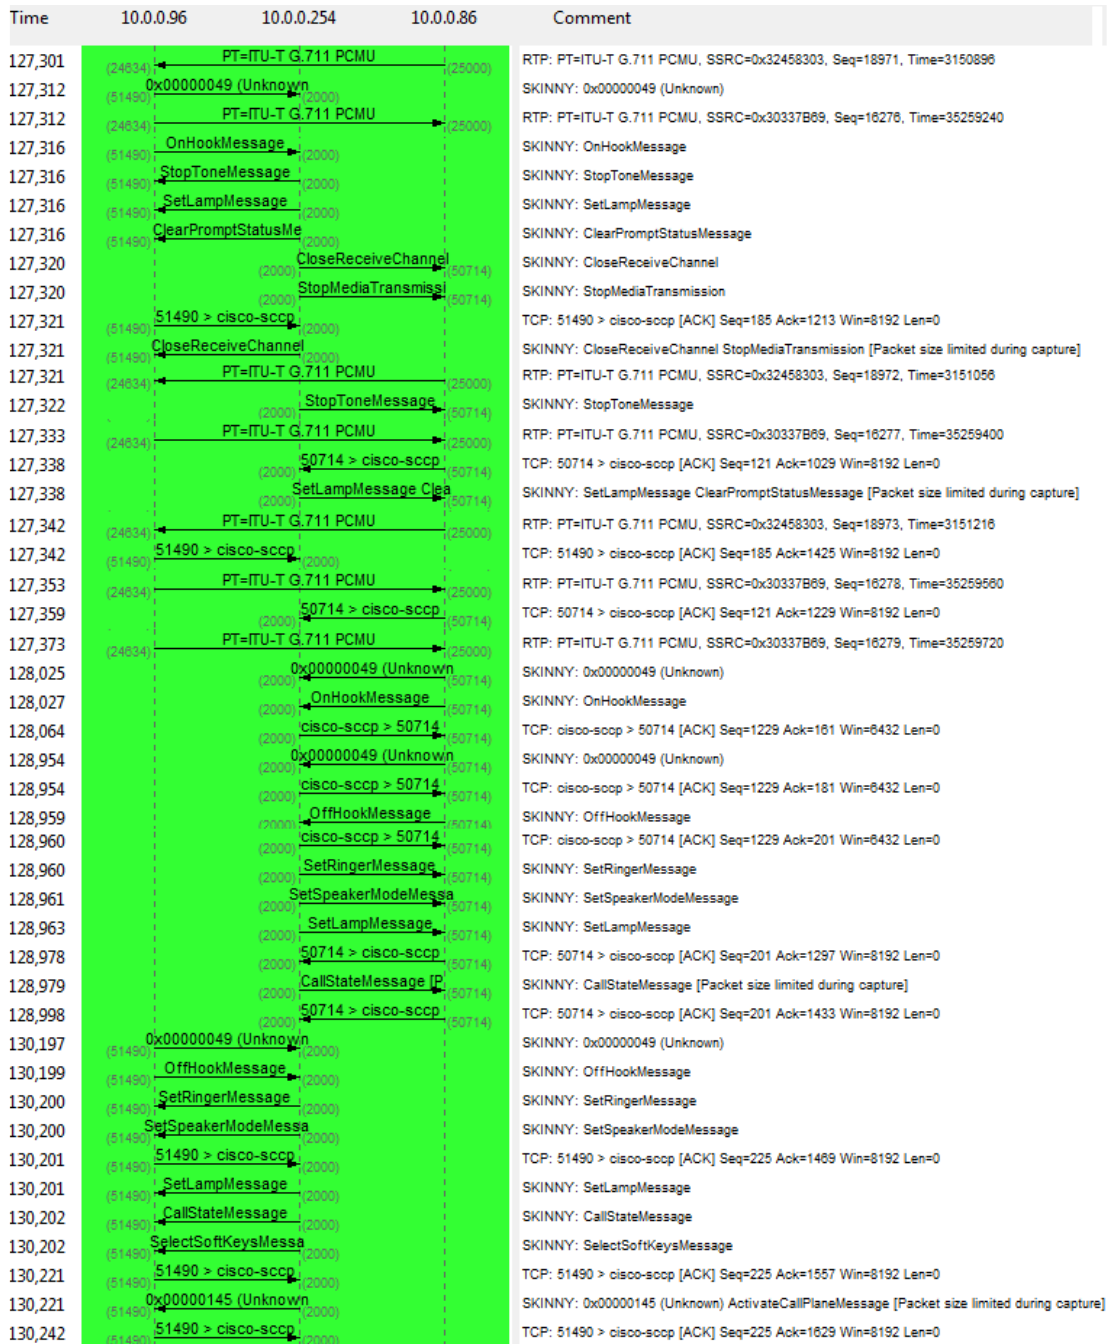 Time 10.0.0.96 10.0.0.254 10.0.0.86 Comment
127,301 (24634) PT=ITU-T G.711 PCMU (25000) RTP: PT=ITU-T G.711 PCMU, SSRC=0x32458303, Seq=18971, Time=3150896
127,312 (51490) 0x00000049 (Unknown (2000) SKINNY: 0x00000049 (Unknown)
127,312 (24634) PT=ITU-T G.711 PCMU (25000) RTP: PT=ITU-T G.711 PCMU, SSRC=0x30337B69, Seq=16276, Time=35259240
127,316 (51490) OnHookMessage (2000) SKINNY: OnHookMessage
127,316 (51490) StopToneMessage (2000) SKINNY: StopToneMessage
127,316 (51490) SetLampMessage (2000) SKINNY: SetLampMessage
127,316 (51490) ClearPromptStatusMe (2000) SKINNY: ClearPromptStatusMessage
127,320 (2000) CloseReceiveChannel (50714) SKINNY: CloseReceiveChannel
127,320 (2000) StopMediaTransmissi (50714) SKINNY: StopMediaTransmission
127,321 (51490) 51490 > cisco-sccp (2000) TCP: 51490 > cisco-sccp [ACK] Seq=185 Ack=1213 Win=8192 Len=0
127,321 (51490) CloseReceiveChannel (2000) SKINNY: CloseReceiveChannel StopMediaTransmission [Packet size limited during capture]
127,321 (24634) PT=ITU-T G.711 PCMU (25000) RTP: PT=ITU-T G.711 PCMU, SSRC=0x32458303, Seq=18972, Time=3151056
127,322 (2000) StopToneMessage (50714) SKINNY: StopToneMessage
127,333 (24634) PT=ITU-T G.711 PCMU (25000) RTP: PT=ITU-T G.711 PCMU, SSRC=0x30337B69, Seq=16277, Time=35259400
127,338 (2000) 50714 > cisco-sccp (50714) TCP: 50714 > cisco-sccp [ACK] Seq=121 Ack=1029 Win=8192 Len=0
127,338 (2000) SetLampMessage Clea (50714) SKINNY: SetLampMessage ClearPromptStatusMessage [Packet size limited during capture]
127,342 (24634) PT=ITU-T G.711 PCMU (25000) RTP: PT=ITU-T G.711 PCMU, SSRC=0x32458303, Seq=18973, Time=3151216
127,342 (51490) 51490 > cisco-sccp (2000) TCP: 51490 > cisco-sccp [ACK] Seq=185 Ack=1425 Win=8192 Len=0
127,353 (24634) PT=ITU-T G.711 PCMU (25000) RTP: PT=ITU-T G.711 PCMU, SSRC=0x30337B69, Seq=16278, Time=35259560
127,359 (2000) 50714 > cisco-sccp (50714) TCP: 50714 > cisco-sccp [ACK] Seq=121 Ack=1229 Win=8192 Len=0
127,373 (24634) PT=ITU-T G.711 PCMU (25000) RTP: PT=ITU-T G.711 PCMU, SSRC=0x30337B69, Seq=16279, Time=35259720
128,025 (2000) 0x00000049 (Unknown (50714) SKINNY: 0x00000049 (Unknown)
128,027 (2000) OnHookMessage (50714) SKINNY: OnHookMessage
128,064 (2000) cisco-sccp > 50714 (50714) TCP: cisco-sccp > 50714 [ACK] Seq=1229 Ack=161 Win=6432 Len=0
128,954 (2000) 0x00000049 (Unknown (50714) SKINNY: 0x00000049 (Unknown)
128,954 (2000) cisco-sccp > 50714 (50714) TCP: cisco-sccp > 50714 [ACK] Seq=1229 Ack=181 Win=6432 Len=0
128,959 (2000) OffHookMessage (50714) SKINNY: OffHookMessage
128,960 (2000) cisco-sccp > 50714 (50714) TCP: cisco-sccp > 50714 [ACK] Seq=1229 Ack=201 Win=6432 Len=0
128,960 (2000) SetRingerMessage (50714) SKINNY: SetRingerMessage
128,961 (2000) SetSpeakerModeMessa (50714) SKINNY: SetSpeakerModeMessage
128,963 (2000) SetLampMessage (50714) SKINNY: SetLampMessage
128,978 (2000) 50714 > cisco-sccp (50714) TCP: 50714 > cisco-sccp [ACK] Seq=201 Ack=1297 Win=8192 Len=0
128,979 (2000) CallStateMessage [P (50714) SKINNY: CallStateMessage [Packet size limited during capture]
128,998 (2000) 50714 > cisco-sccp (50714) TCP: 50714 > cisco-sccp [ACK] Seq=201 Ack=1433 Win=8192 Len=0
130,197 (51490) 0x00000049 (Unknown (2000) SKINNY: 0x00000049 (Unknown)
130,199 (51490) OffHookMessage (2000) SKINNY: OffHookMessage
130,200 (51490) SetRingerMessage (2000) SKINNY: SetRingerMessage
130,200 (51490) SetSpeakerModeMessa (2000) SKINNY: SetSpeakerModeMessage
130,201 (51490) 51490 > cisco-sccp (2000) TCP: 51490 > cisco-sccp [ACK] Seq=225 Ack=1469 Win=8192 Len=0
130,201 (51490) SetLampMessage (2000) SKINNY: SetLampMessage
130,202 (51490) CallStateMessage (2000) SKINNY: CallStateMessage
130,202 (51490) SelectSoftKeysMessa (2000) SKINNY: SelectSoftKeysMessage
130,221 (51490) 51490 > cisco-sccp (2000) TCP: 51490 > cisco-sccp [ACK] Seq=225 Ack=1557 Win=8192 Len=0
130,221 (51490) 0x00000145 (Unknown (2000) SKINNY: 0x00000145 (Unknown) ActivateCallPlaneMessage [Packet size limited during capture]
130,242 (51490) 51490 > cisco-sccp (2000) TCP: 51490 > cisco-sccp [ACK] Seq=225 Ack=1629 Win=8192 Len=0